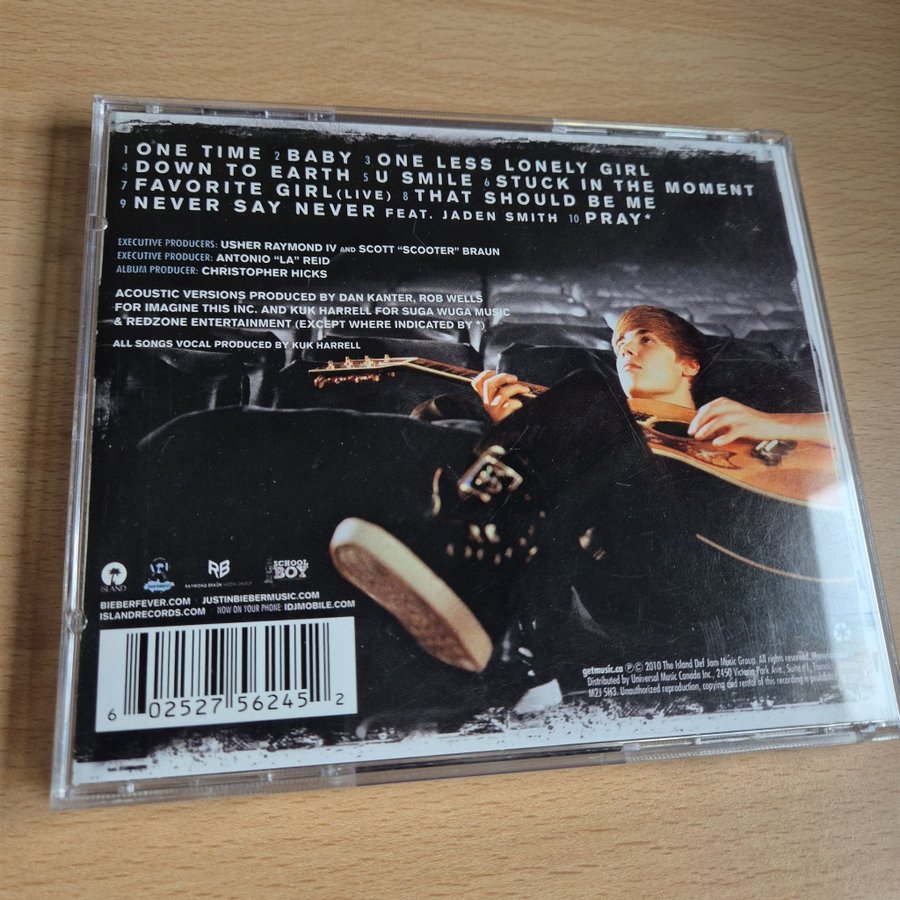 1 ONE TIME 2 BABY 3 ONE LESS LONELY GIRL
4 DOWN TO EARTH 5 U SMILE 6 STUCK IN THE MOMENT
7 FAVORITE GIRL (LIVE) 8 THAT SHOULD BE ME
9 NEVER SAY NEVER FEAT. JADEN SMITH 10 PRAY*
EXECUTIVE PRODUCERS: USHER RAYMOND IV AND SCOTT "SCOOTER" BRAUN
EXECUTIVE PRODUCER: ANTONIO "LA" REID
ALBUM PRODUCER: CHRISTOPHER HICKS
ACOUSTIC VERSIONS PRODUCED BY DAN KANTER, ROB WELLS
FOR IMAGINE THIS INC. AND KUK HARRELL FOR SUGA WUGA MUSIC
& REDZONE ENTERTAINMENT (EXCEPT WHERE INDICATED BY *)
ALL SONGS VOCAL PRODUCED BY KUK HARRELL
ISLAND
RB
RAYMOND BRAUN MEDIA GROUP
SCHOOL
BOY
BIEBERFEVER.COM | JUSTINBIEBERMUSIC.COM
ISLANDRECORDS.COM | NOW ON YOUR PHONE: IDJMOBILE.COM
6 02527 56245 2
getmusic.ca ℗© 2010 The Island Def Jam Music Group. All rights reserved.
Distributed by Universal Music Canada Inc., 2450 Victoria Park Ave., Suite #1, Toronto
M2J 5H3. Unauthorized reproduction, copying and rental of this recording is prohibited